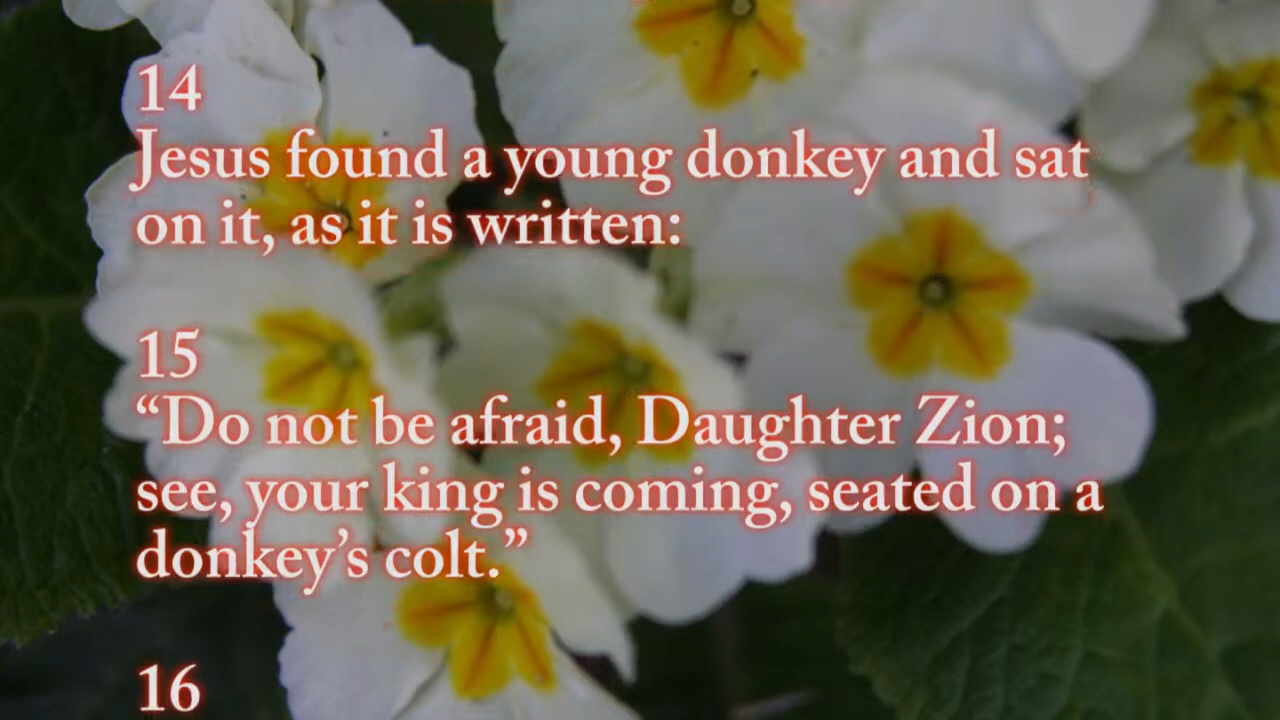 14
Jesus found a young donkey and sat
on it, as it is written:
15
“Do not be afraid, Daughter Zion;
see, your king is coming, seated on a
donkey’s colt.”
16